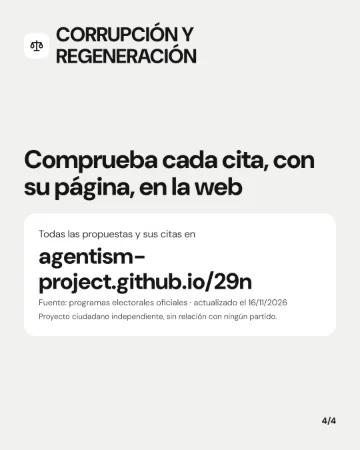 CORRUPCIÓN Y
REGENERACIÓN
Comprueba cada cita, con
su página, en la web
Todas las propuestas y sus citas en
agentism-
project.github.io/29n
Fuente: programas electorales oficiales · actualizado el 16/11/2026
Proyecto ciudadano independiente, sin relación con ningún partido.
4/4